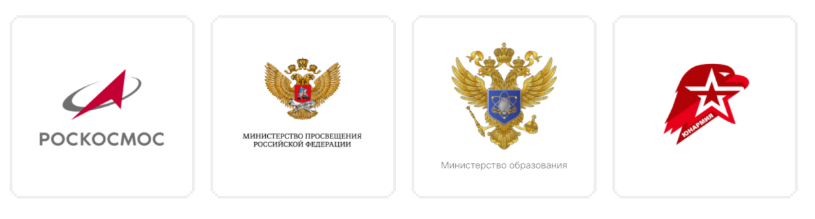 РОСКОСМОС
МИНИСТЕРСТВО ПРОСВЕЩЕНИЯ
РОССИЙСКОЙ ФЕДЕРАЦИИ
Министерство образования
ЮНАРМИЯ